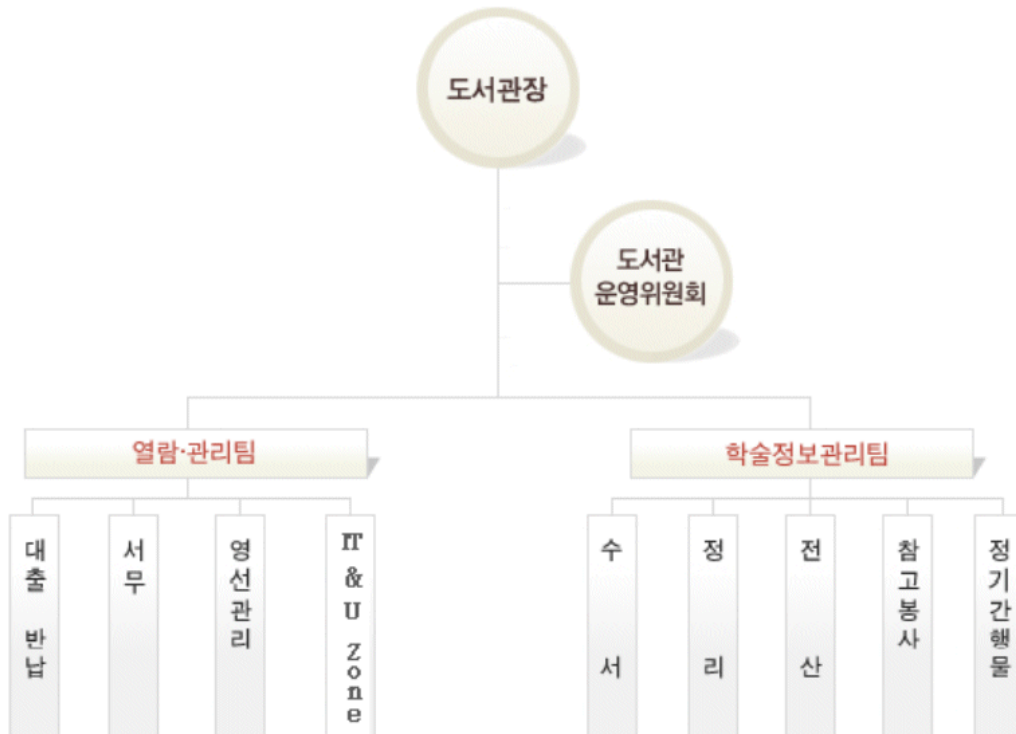 도서관장
도서관
운영위원회
열람·관리팀
학술정보관리팀
대출 반납
서무
영선관리
IT & U Zone
수서
정리
전산
참고봉사
정기간행물